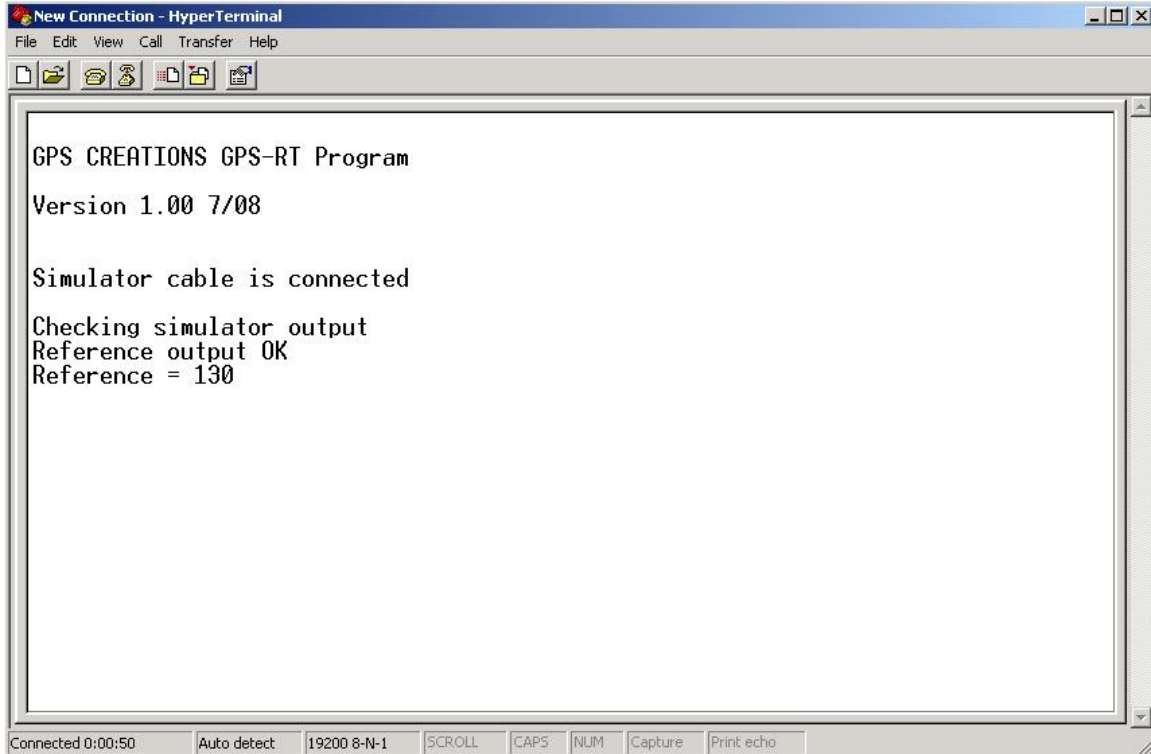 New Connection - HyperTerminal
File Edit View Call Transfer Help
GPS CREATIONS GPS-RT Program
Version 1.00 7/08
Simulator cable is connected
Checking simulator output
Reference output OK
Reference = 130
Connected 0:00:50 Auto detect 19200 8-N-1 SCROLL CAPS NUM Capture Print echo